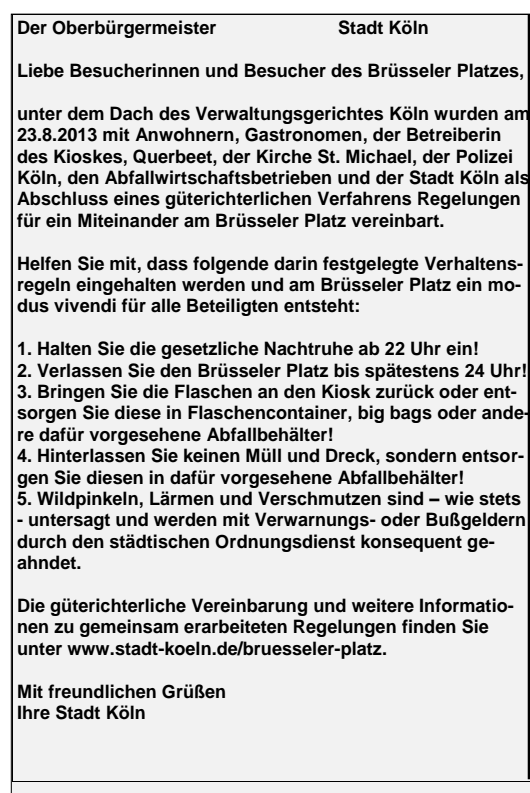 Der Oberbürgermeister Stadt Köln
Liebe Besucherinnen und Besucher des Brüsseler Platzes,
unter dem Dach des Verwaltungsgerichtes Köln wurden am
23.8.2013 mit Anwohnern, Gastronomen, der Betreiberin
des Kioskes, Querbeet, der Kirche St. Michael, der Polizei
Köln, den Abfallwirtschaftsbetrieben und der Stadt Köln als
Abschluss eines güterichterlichen Verfahrens Regelungen
für ein Miteinander am Brüsseler Platz vereinbart.
Helfen Sie mit, dass folgende darin festgelegte Verhaltens-
regeln eingehalten werden und am Brüsseler Platz ein mo-
dus vivendi für alle Beteiligten entsteht:
1. Halten Sie die gesetzliche Nachtruhe ab 22 Uhr ein!
2. Verlassen Sie den Brüsseler Platz bis spätestens 24 Uhr!
3. Bringen Sie die Flaschen an den Kiosk zurück oder ent-
sorgen Sie diese in Flaschencontainer, big bags oder ande-
re dafür vorgesehene Abfallbehälter!
4. Hinterlassen Sie keinen Müll und Dreck, sondern entsor-
gen Sie diesen in dafür vorgesehene Abfallbehälter!
5. Wildpinkeln, Lärmen und Verschmutzen sind – wie stets
- untersagt und werden mit Verwarnungs- oder Bußgeldern
durch den städtischen Ordnungsdienst konsequent ge-
ahndet.
Die güterichterliche Vereinbarung und weitere Informatio-
nen zu gemeinsam erarbeiteten Regelungen finden Sie
unter www.stadt-koeln.de/bruesseler-platz.
Mit freundlichen Grüßen
Ihre Stadt Köln